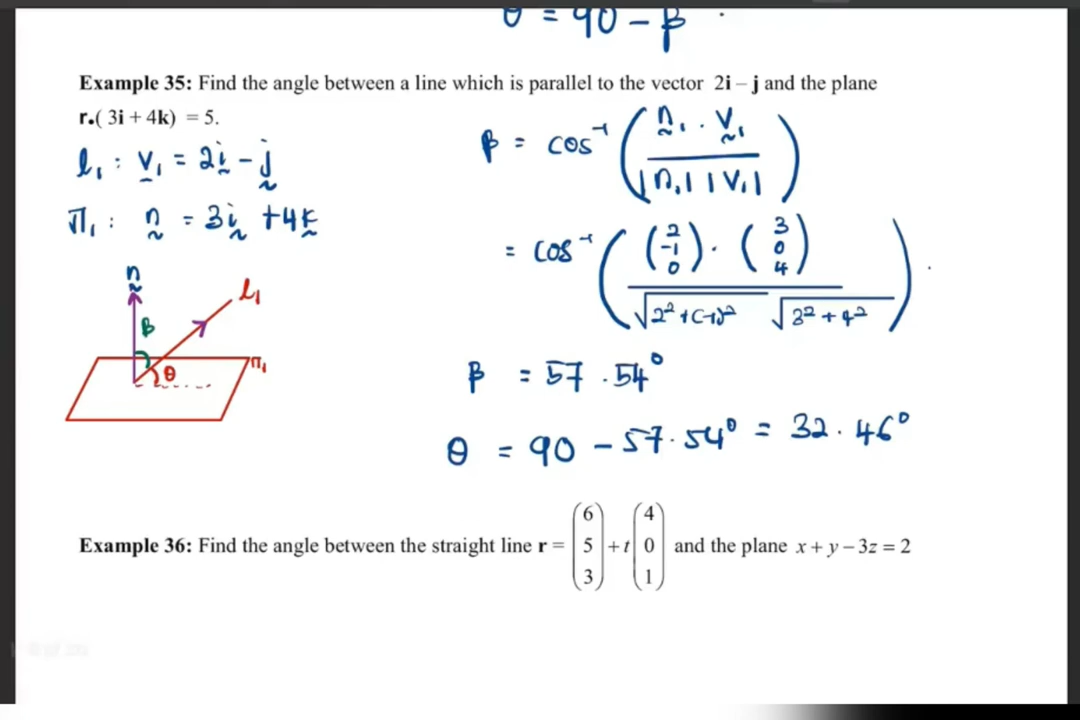 θ = 90 − β
Example 35: Find the angle between a line which is parallel to the vector 2i – j and the plane
r.( 3i + 4k) = 5.
l₁ : v₁ = 2i − j
Π₁ : n = 3i + 4k
β = cos⁻¹ ( n₁ . v₁ / |n₁| |v₁| )
= cos⁻¹ ( (2 -1 0) . (3 0 4) / √2² + (-1)² √3² + 4² )
n
l₁
β
θ
π₁
β = 57.54°
θ = 90 − 57.54° = 32.46°
Example 36: Find the angle between the straight line r = (6 5 3) + t (4 0 1) and the plane x + y – 3z = 2